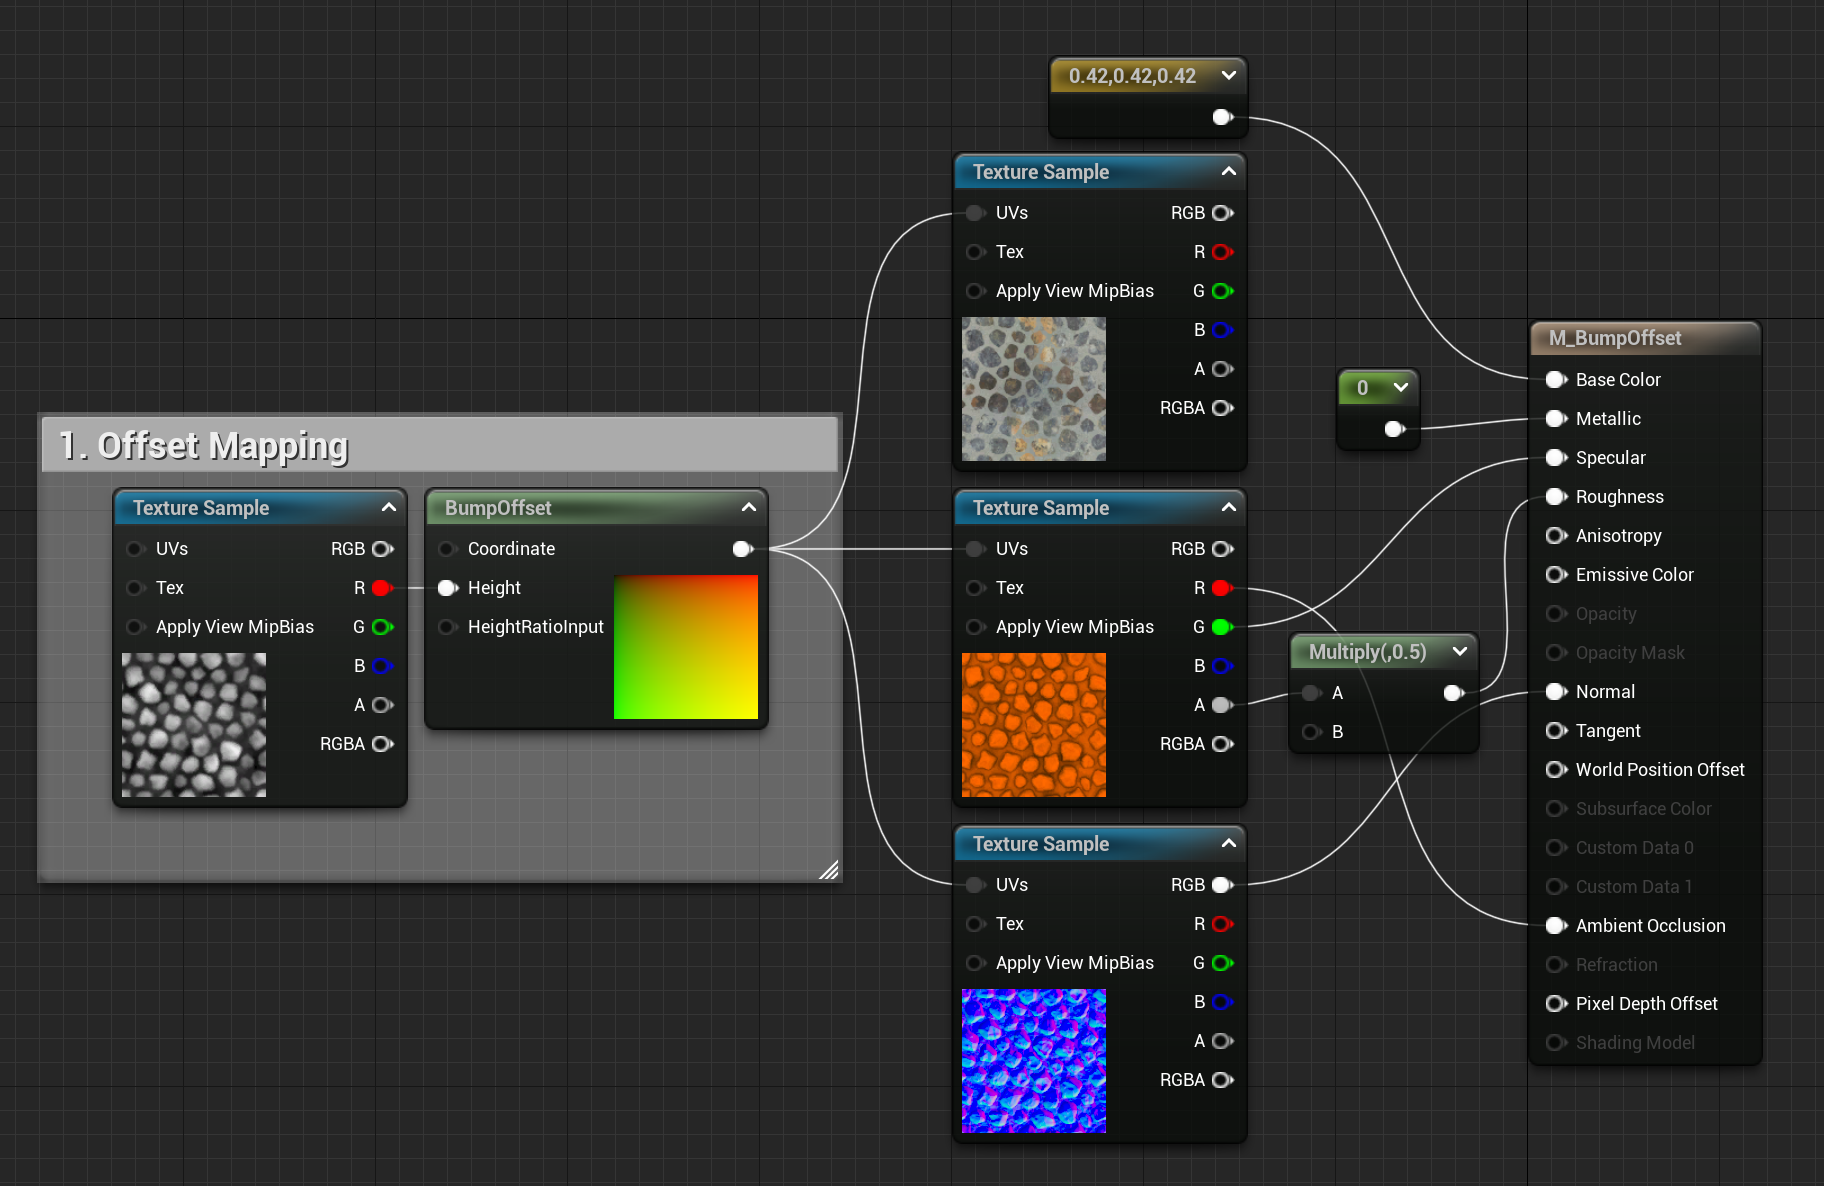 0.42,0.42,0.42
Texture Sample
UVs RGB
Tex R
Apply View MipBias G
B
A
RGBA
1. Offset Mapping
Texture Sample
UVs RGB
Tex R
Apply View MipBias G
B
A
RGBA
BumpOffset
Coordinate
Height
HeightRatioInput
Texture Sample
UVs RGB
Tex R
Apply View MipBias G
B
A
RGBA
Texture Sample
UVs RGB
Tex R
Apply View MipBias G
B
A
RGBA
0
Multiply(,0.5)
A
B
M_BumpOffset
Base Color
Metallic
Specular
Roughness
Anisotropy
Emissive Color
Opacity
Opacity Mask
Normal
Tangent
World Position Offset
Subsurface Color
Custom Data 0
Custom Data 1
Ambient Occlusion
Refraction
Pixel Depth Offset
Shading Model